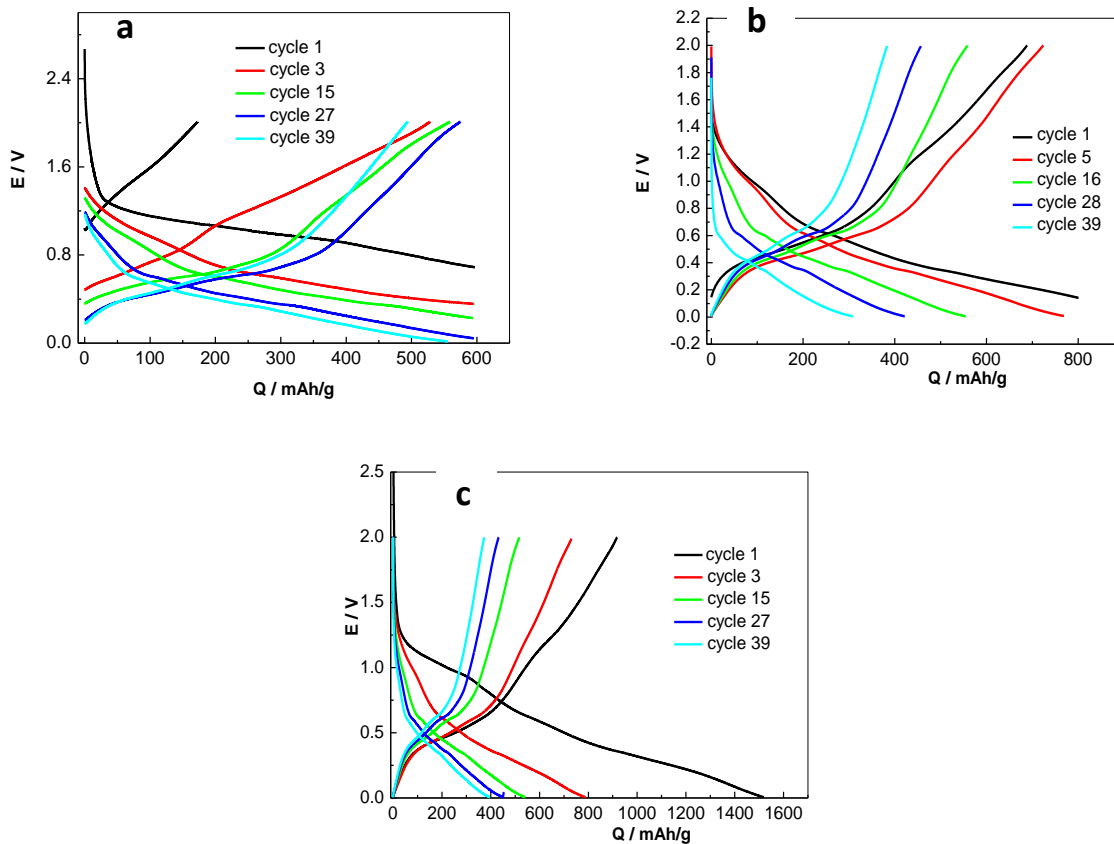 a
cycle 1
cycle 3
cycle 15
cycle 27
cycle 39
E / V
2.4
1.6
0.8
0.0
0 100 200 300 400 500 600
Q / mAh/g
b
cycle 1
cycle 5
cycle 16
cycle 28
cycle 39
E / V
2.2
2.0
1.8
1.6
1.4
1.2
1.0
0.8
0.6
0.4
0.2
0.0
-0.2
0 200 400 600 800
Q / mAh/g
c
cycle 1
cycle 3
cycle 15
cycle 27
cycle 39
E / V
2.5
2.0
1.5
1.0
0.5
0.0
0 200 400 600 800 1000 1200 1400 1600
Q / mAh/g